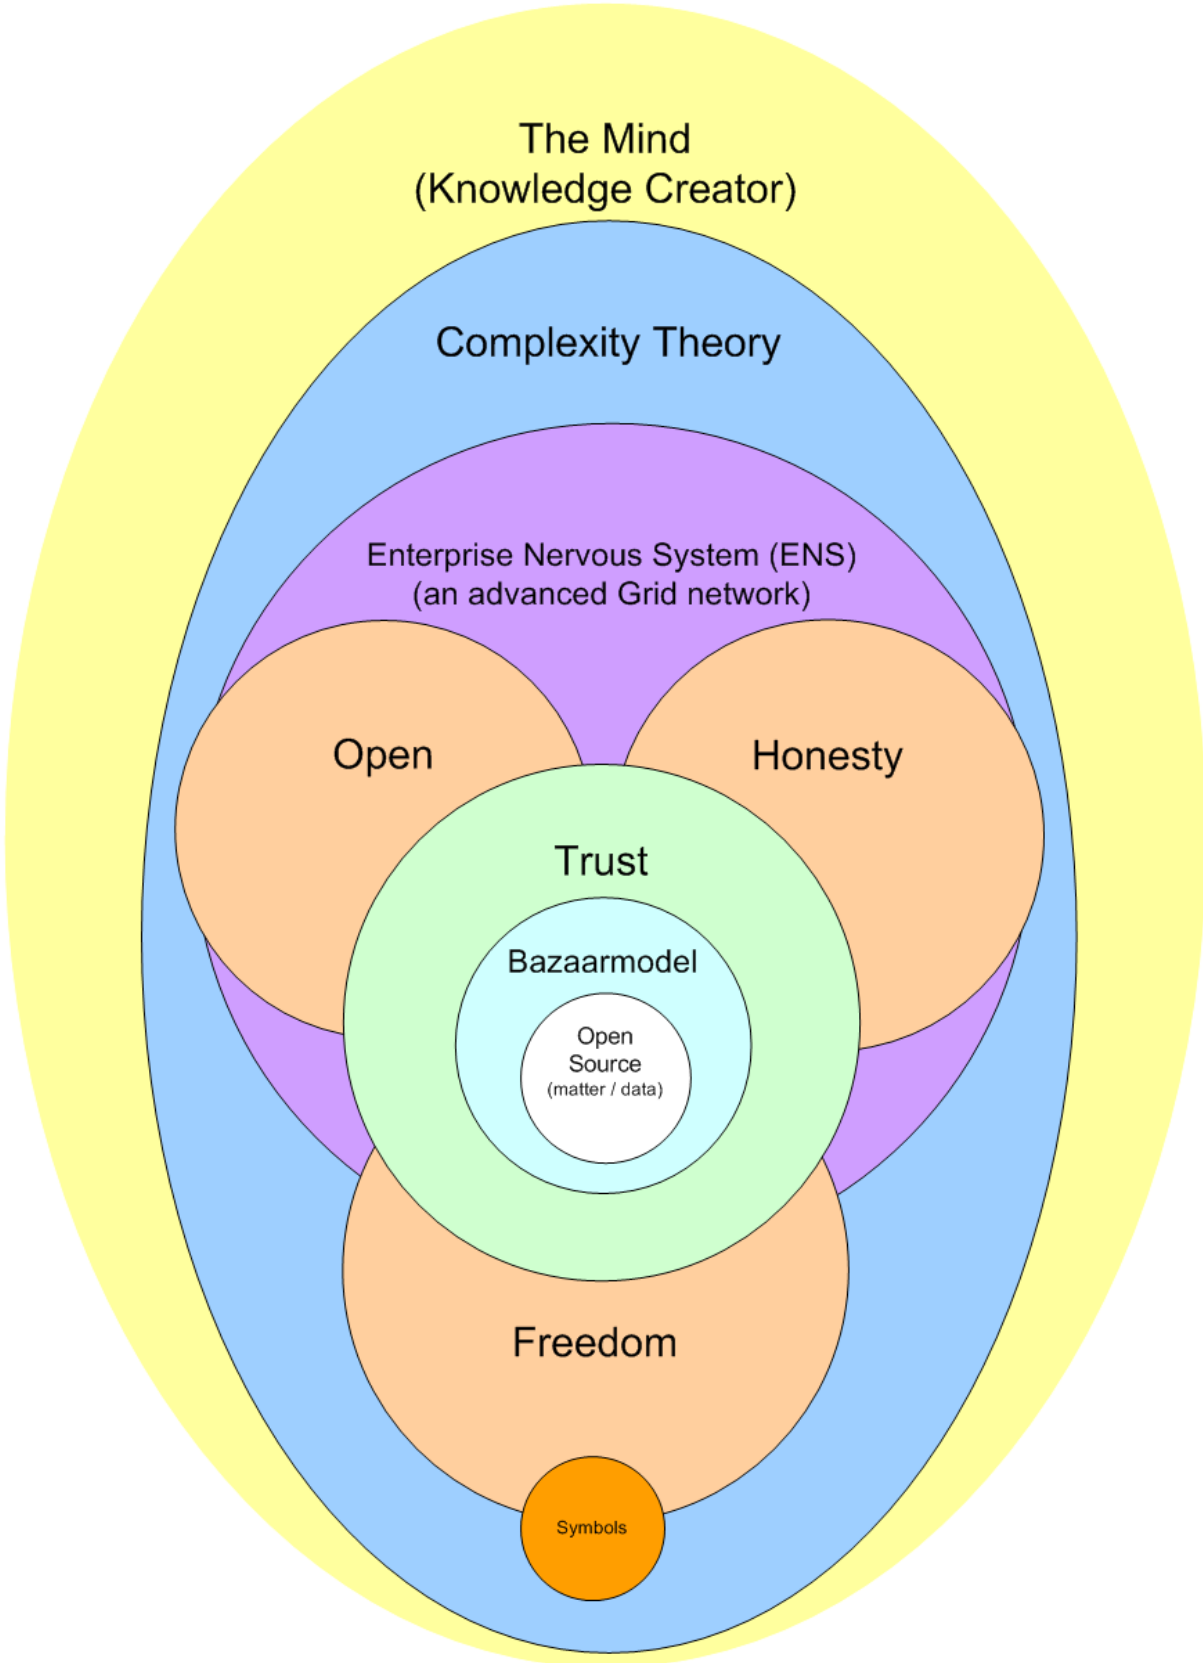 The Mind
(Knowledge Creator)
Complexity Theory
Enterprise Nervous System (ENS)
(an advanced Grid network)
Open
Honesty
Trust
Bazaarmodel
Open
Source
(matter / data)
Freedom
Symbols